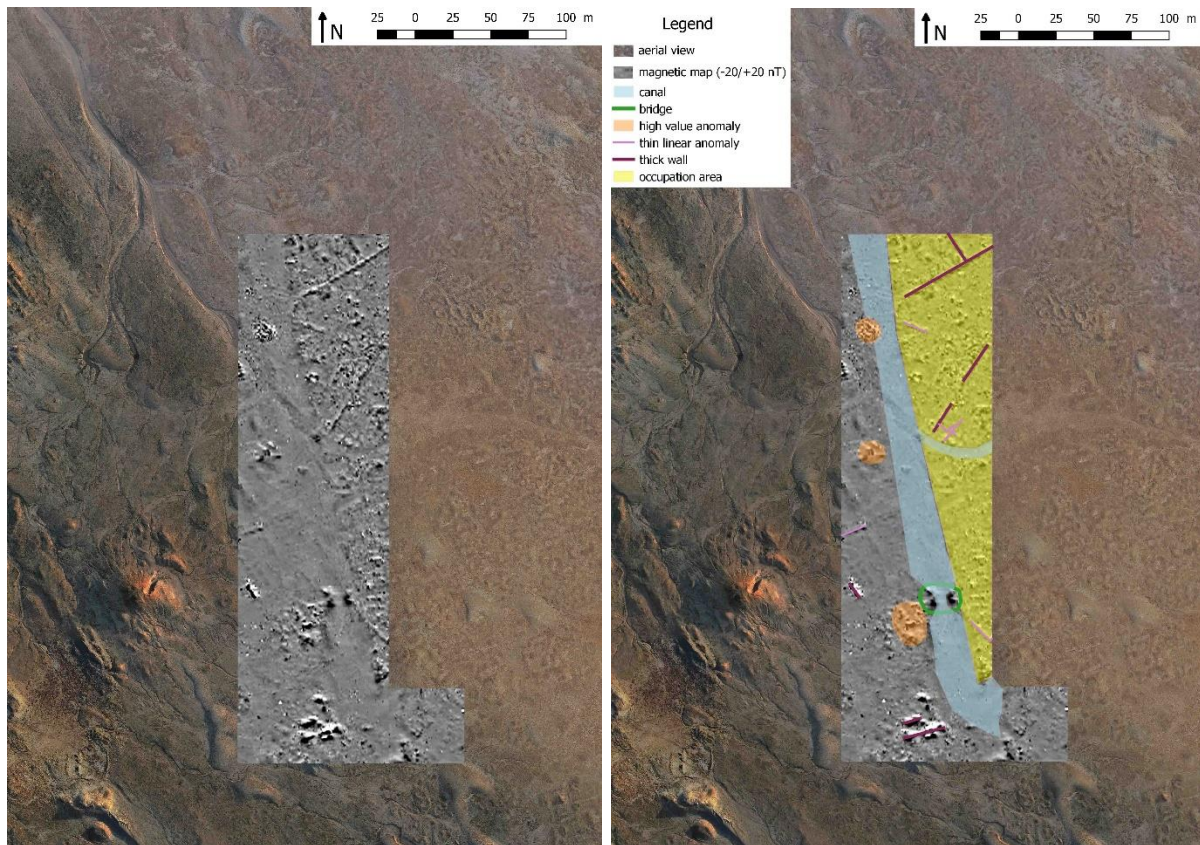 N
25 0 25 50 75 100 m
Legend
aerial view
magnetic map (-20/+20 nT)
canal
bridge
high value anomaly
thin linear anomaly
thick wall
occupation area
N
25 0 25 50 75 100 m